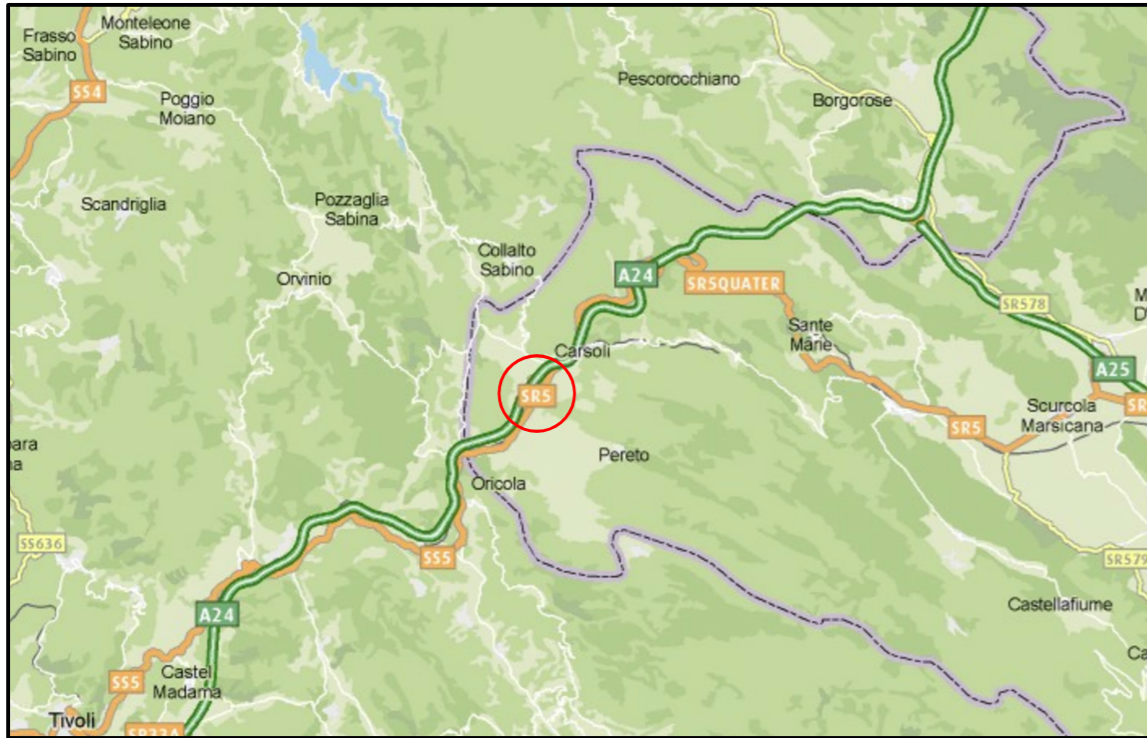 Frasso
Sabino
Monteleone
Sabino
SS4
Poggio
Moiano
Pescorocchiano
Borgorose
Scandriglia
Pozzaglia
Sabina
Collalto
Sabino
Orvinio
A24
SR5QUATER
SR578
Sante
Marie
Carsoli
A25
SR5
Scurcola
Marsicana
SR5
Pereto
Oricola
SS636
SS5
SR579
A24
Castellafiume
SS5
Castel
Madama
Tivoli